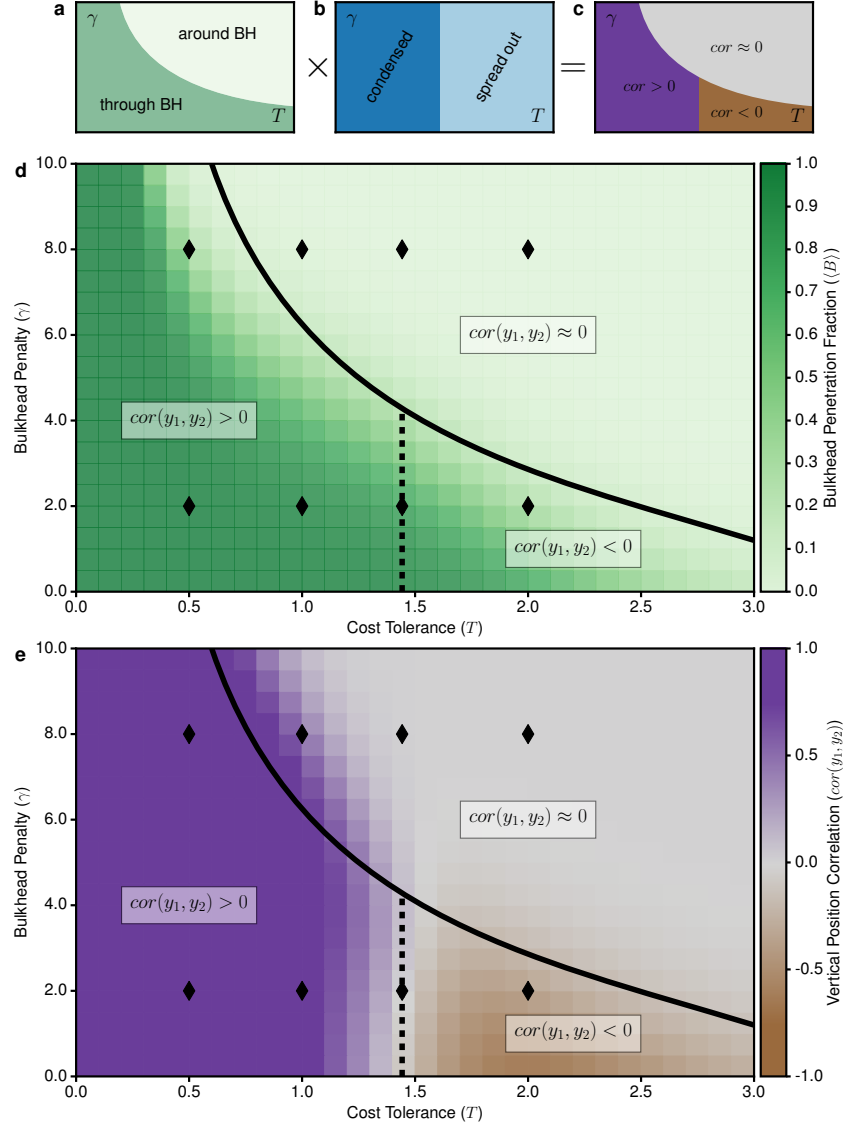 a
γ
around BH
through BH
T
×
b
γ
condensed
spread out
T
=
c
γ
cor ≈ 0
cor > 0
cor < 0
T
d
10.0
8.0
6.0
4.0
2.0
0.0
Bulkhead Penalty (γ)
cor(y₁, y₂) ≈ 0
cor(y₁, y₂) > 0
cor(y₁, y₂) < 0
0.0 0.5 1.0 1.5 2.0 2.5 3.0
Cost Tolerance (T)
1.0
0.9
0.8
0.7
0.6
0.5
0.4
0.3
0.2
0.1
0.0
Bulkhead Penetration Fraction (⟨B⟩)
e
10.0
8.0
6.0
4.0
2.0
0.0
Bulkhead Penalty (γ)
cor(y₁, y₂) ≈ 0
cor(y₁, y₂) > 0
cor(y₁, y₂) < 0
0.0 0.5 1.0 1.5 2.0 2.5 3.0
Cost Tolerance (T)
1.0
0.5
0.0
-0.5
-1.0
Vertical Position Correlation (cor(y₁, y₂))